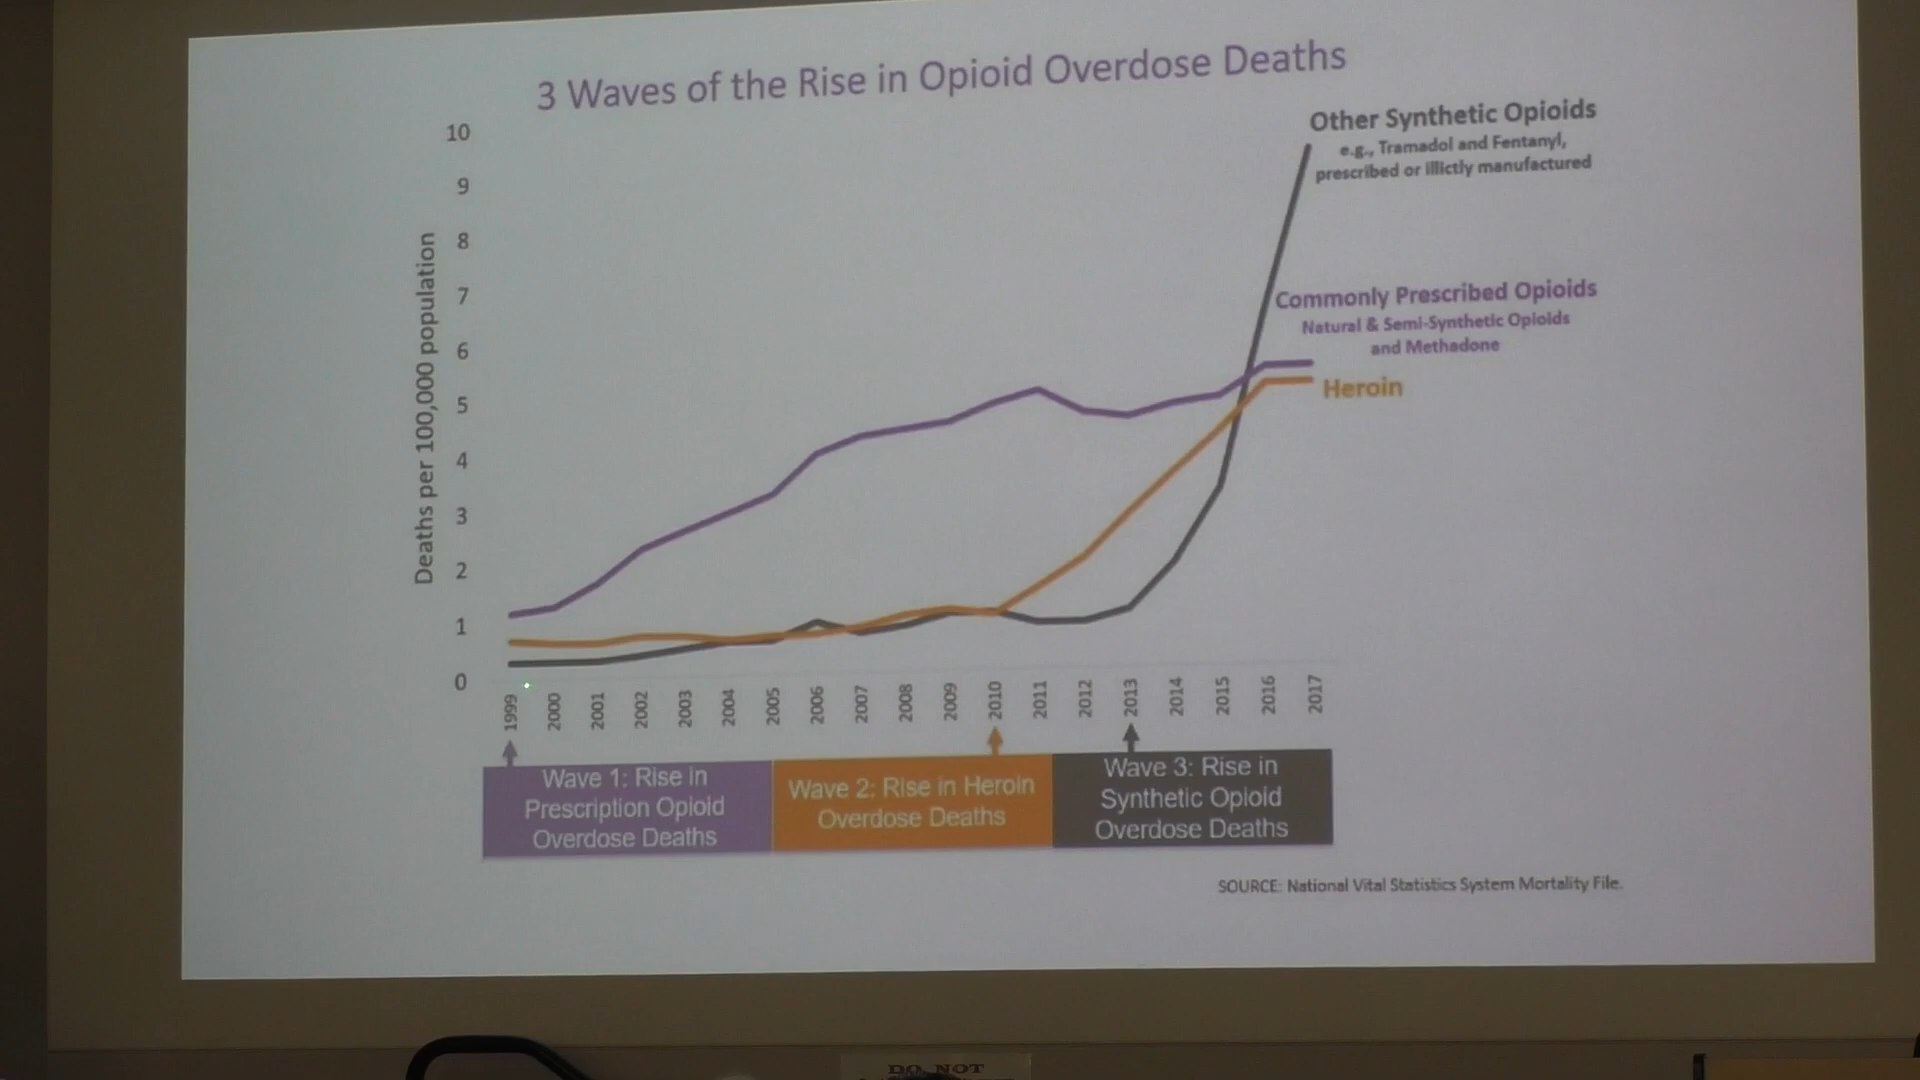 3 Waves of the Rise in Opioid Overdose Deaths
10
9
8
7
6
5
4
3
2
1
0
Deaths per 100,000 population
Other Synthetic Opioids
e.g., Tramadol and Fentanyl,
prescribed or illictly manufactured
Commonly Prescribed Opioids
Natural & Semi-Synthetic Opioids
and Methadone
Heroin
1999 2000 2001 2002 2003 2004 2005 2006 2007 2008 2009 2010 2011 2012 2013 2014 2015 2016 2017
Wave 1: Rise in
Prescription Opioid
Overdose Deaths
Wave 2: Rise in Heroin
Overdose Deaths
Wave 3: Rise in
Synthetic Opioid
Overdose Deaths
SOURCE: National Vital Statistics System Mortality File.
DO NOT